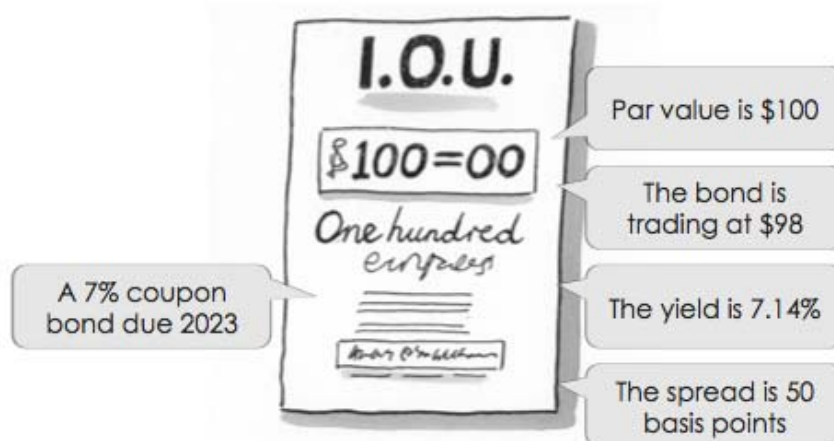 I.O.U.
$100=00
One hundred
A 7% coupon
bond due 2023
Par value is $100
The bond is
trading at $98
The yield is 7.14%
The spread is 50
basis points